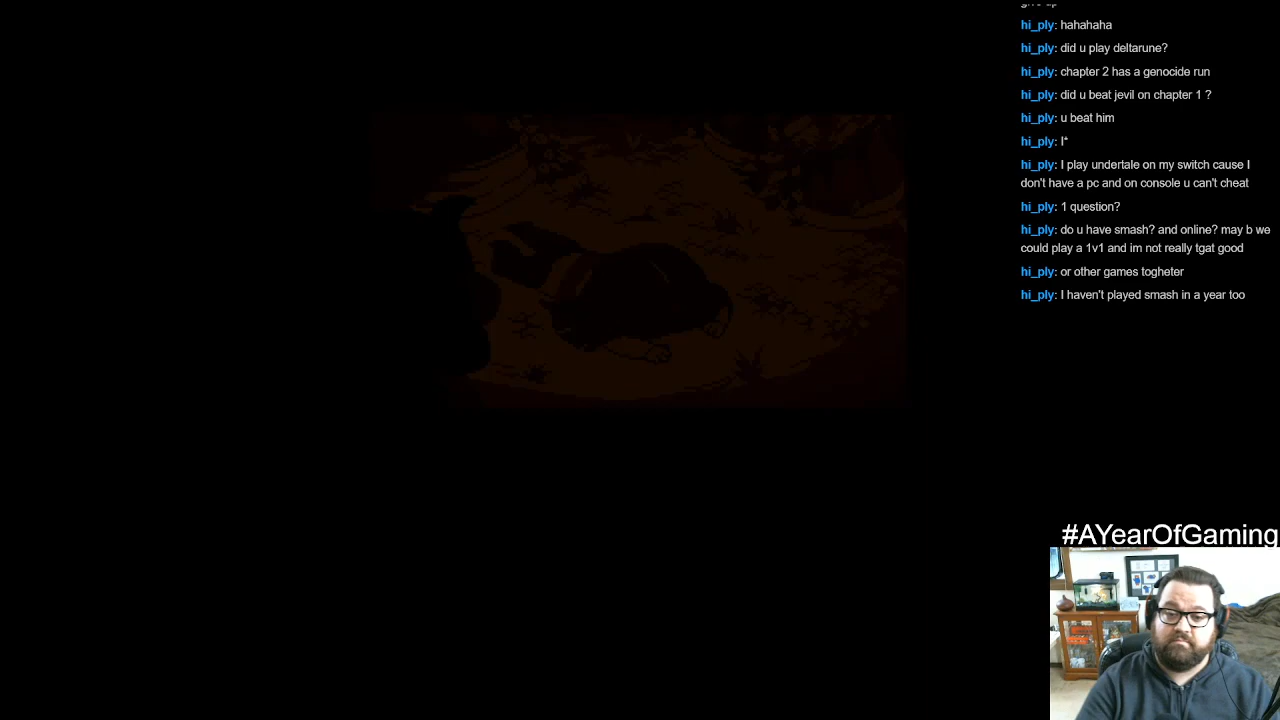 hi_ply: hahahaha
hi_ply: did u play deltarune?
hi_ply: chapter 2 has a genocide run
hi_ply: did u beat jevil on chapter 1 ?
hi_ply: u beat him
hi_ply: I*
hi_ply: I play undertale on my switch cause I
don't have a pc and on console u can't cheat
hi_ply: 1 question?
hi_ply: do u have smash? and online? may b we
could play a 1v1 and im not really tgat good
hi_ply: or other games togheter
hi_ply: I haven't played smash in a year too
#AYearOfGaming